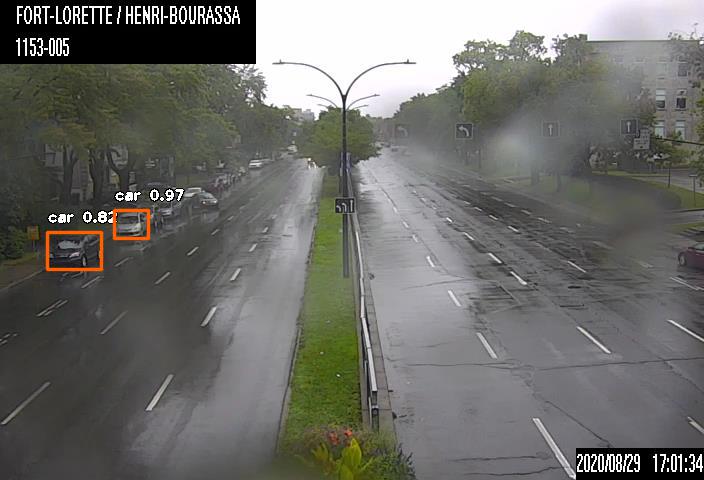 FORT-LORETTE / HENRI-BOURASSA
1153-005
car 0.97
car 0.82
2020/08/29 17:01:34